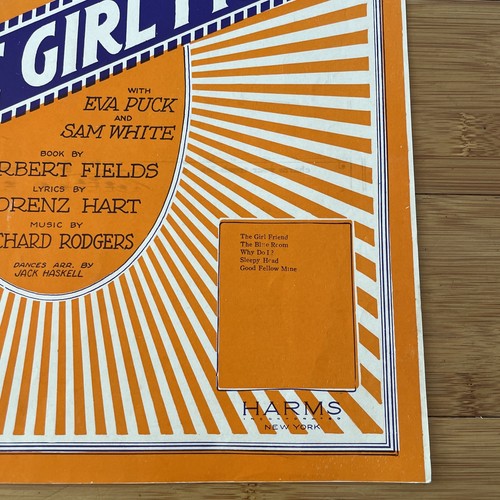 GIRL
WITH
EVA PUCK
AND
SAM WHITE
BOOK BY
RBERT FIELDS
LYRICS BY
ORENZ HART
MUSIC BY
CHARD RODGERS
DANCES ARR. BY
JACK HASKELL
The Girl Friend
The Blue Room
Why Do I?
Sleepy Head
Good Fellow Mine
HARMS
INCORPORATED
NEW YORK